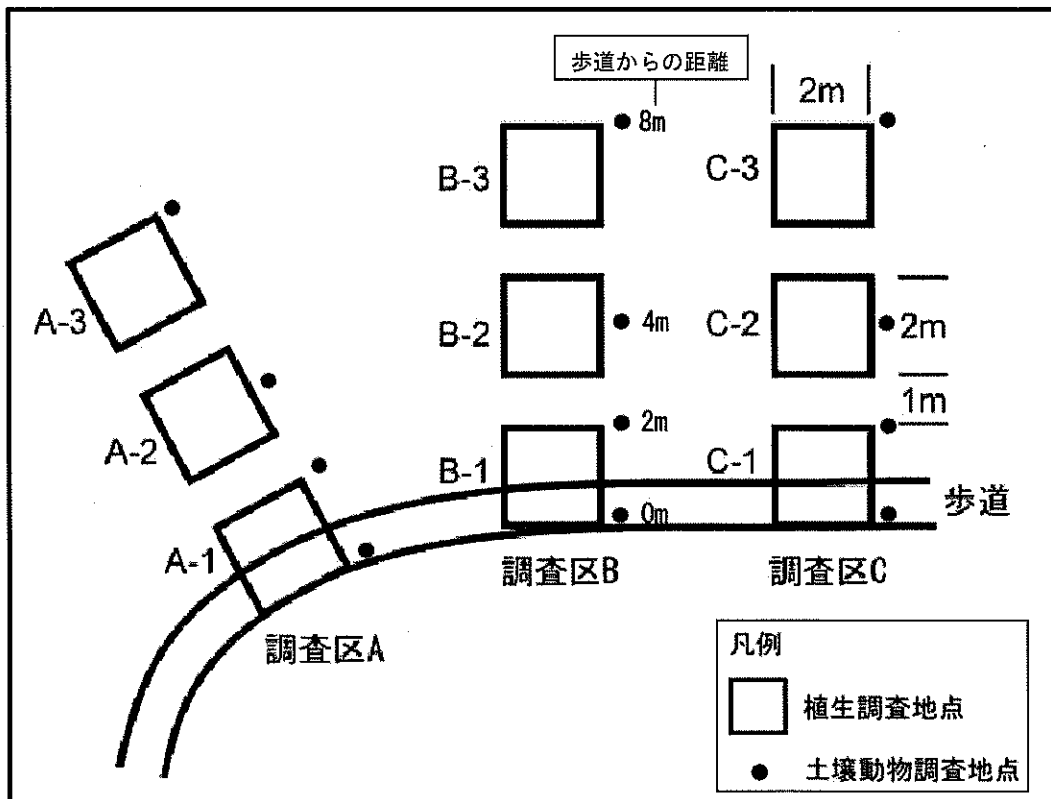 歩道からの距離
2m
8m
B-3
C-3
A-3
B-2
4m
C-2
2m
A-2
2m
1m
B-1
C-1
0m
歩道
A-1
調査区B
調査区C
調査区A
凡例
植生調査地点
土壌動物調査地点